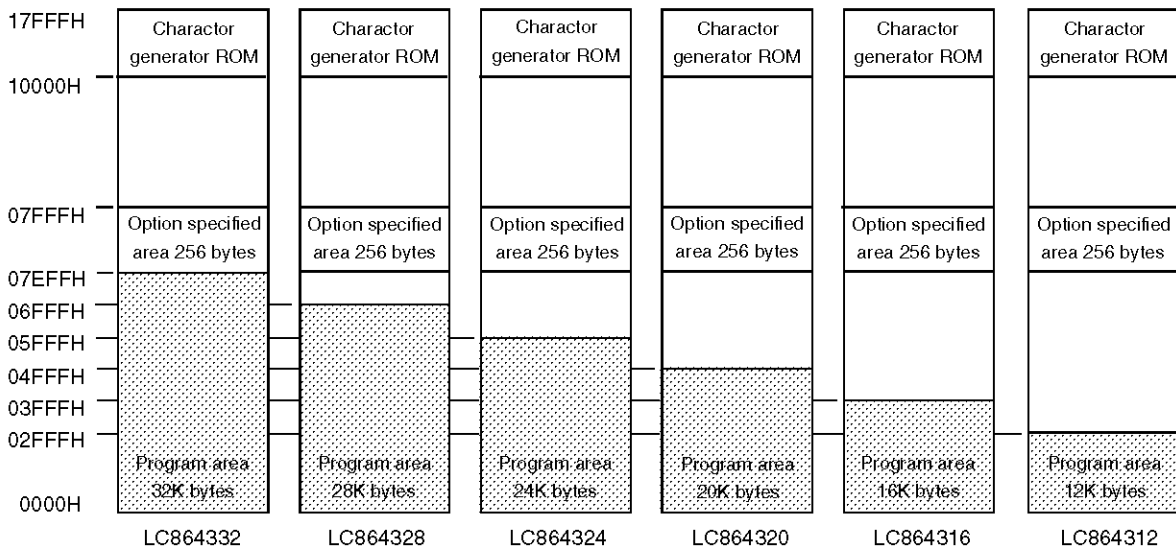 17FFFH
Charactor generator ROM
Charactor generator ROM
Charactor generator ROM
Charactor generator ROM
Charactor generator ROM
Charactor generator ROM
10000H
07FFFH
Option specified area 256 bytes
Option specified area 256 bytes
Option specified area 256 bytes
Option specified area 256 bytes
Option specified area 256 bytes
Option specified area 256 bytes
07EFFH
06FFFH
05FFFH
04FFFH
03FFFH
02FFFH
Program area 32K bytes
Program area 28K bytes
Program area 24K bytes
Program area 20K bytes
Program area 16K bytes
Program area 12K bytes
0000H
LC864332
LC864328
LC864324
LC864320
LC864316
LC864312